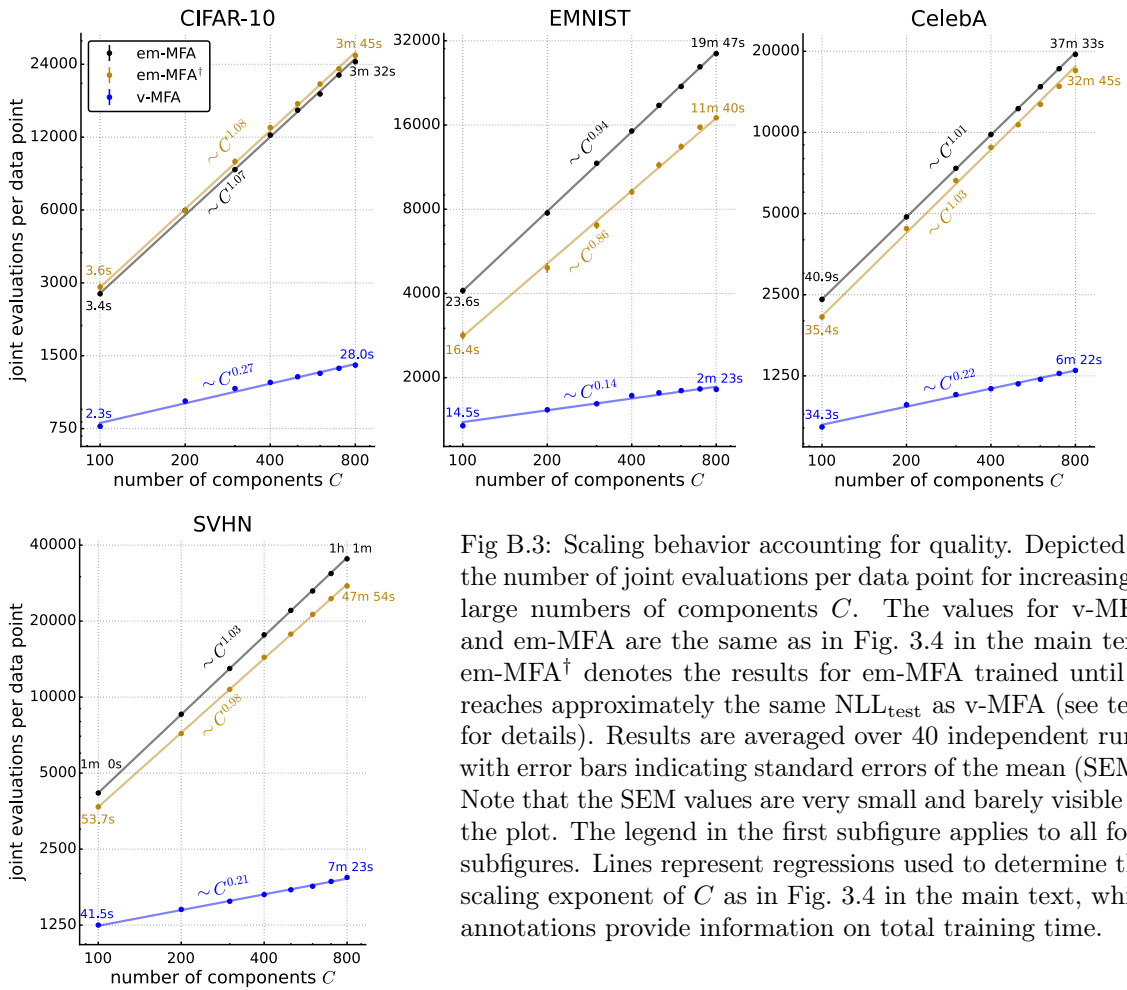 CIFAR-10
joint evaluations per data point
24000
12000
6000
3000
1500
750
em-MFA
em-MFA†
v-MFA
3m 45s
3m 32s
~ C^1.08
~ C^1.07
3.6s
3.4s
~ C^0.27
28.0s
2.3s
100 200 400 800
number of components C
EMNIST
32000
16000
8000
4000
2000
19m 47s
11m 40s
~ C^0.94
~ C^0.86
23.6s
16.4s
~ C^0.14
2m 23s
14.5s
100 200 400 800
number of components C
CelebA
20000
10000
5000
2500
1250
37m 33s
32m 45s
~ C^1.01
~ C^1.03
40.9s
35.4s
~ C^0.22
6m 22s
34.3s
100 200 400 800
number of components C
SVHN
joint evaluations per data point
40000
20000
10000
5000
2500
1250
1h 1m
47m 54s
~ C^1.03
~ C^0.98
1m 0s
53.7s
~ C^0.21
7m 23s
41.5s
100 200 400 800
number of components C
Fig B.3: Scaling behavior accounting for quality. Depicted
the number of joint evaluations per data point for increasing
large numbers of components C. The values for v-MF
and em-MFA are the same as in Fig. 3.4 in the main tex
em-MFA† denotes the results for em-MFA trained until
reaches approximately the same NLLtest as v-MFA (see te
for details). Results are averaged over 40 independent run
with error bars indicating standard errors of the mean (SEM
Note that the SEM values are very small and barely visible
the plot. The legend in the first subfigure applies to all fo
subfigures. Lines represent regressions used to determine th
scaling exponent of C as in Fig. 3.4 in the main text, whi
annotations provide information on total training time.